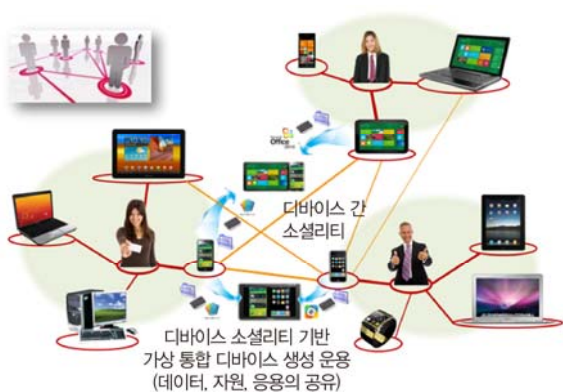 Office
디바이스 간
소셜리티
디바이스 소셜리티 기반
가상 통합 디바이스 생성 운용
(데이터, 자원, 응용의 공유)